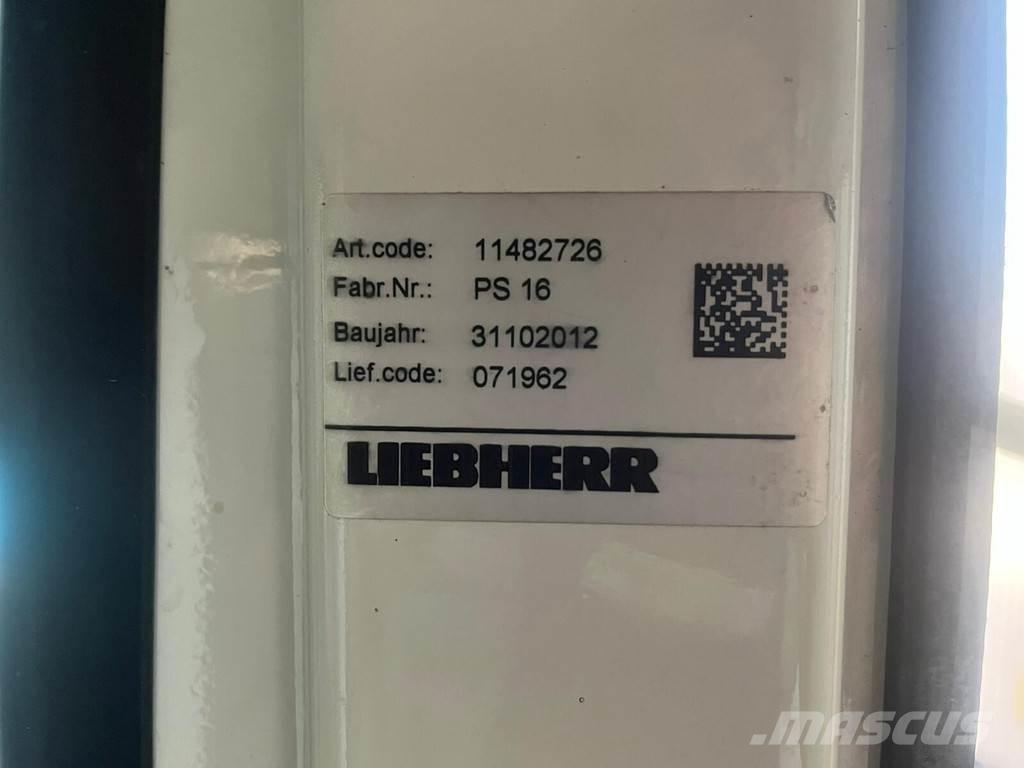 Art.code: 11482726
Fabr.Nr.: PS 16
Baujahr: 31102012
Lief.code: 071962
LIEBHERR
MASCUS